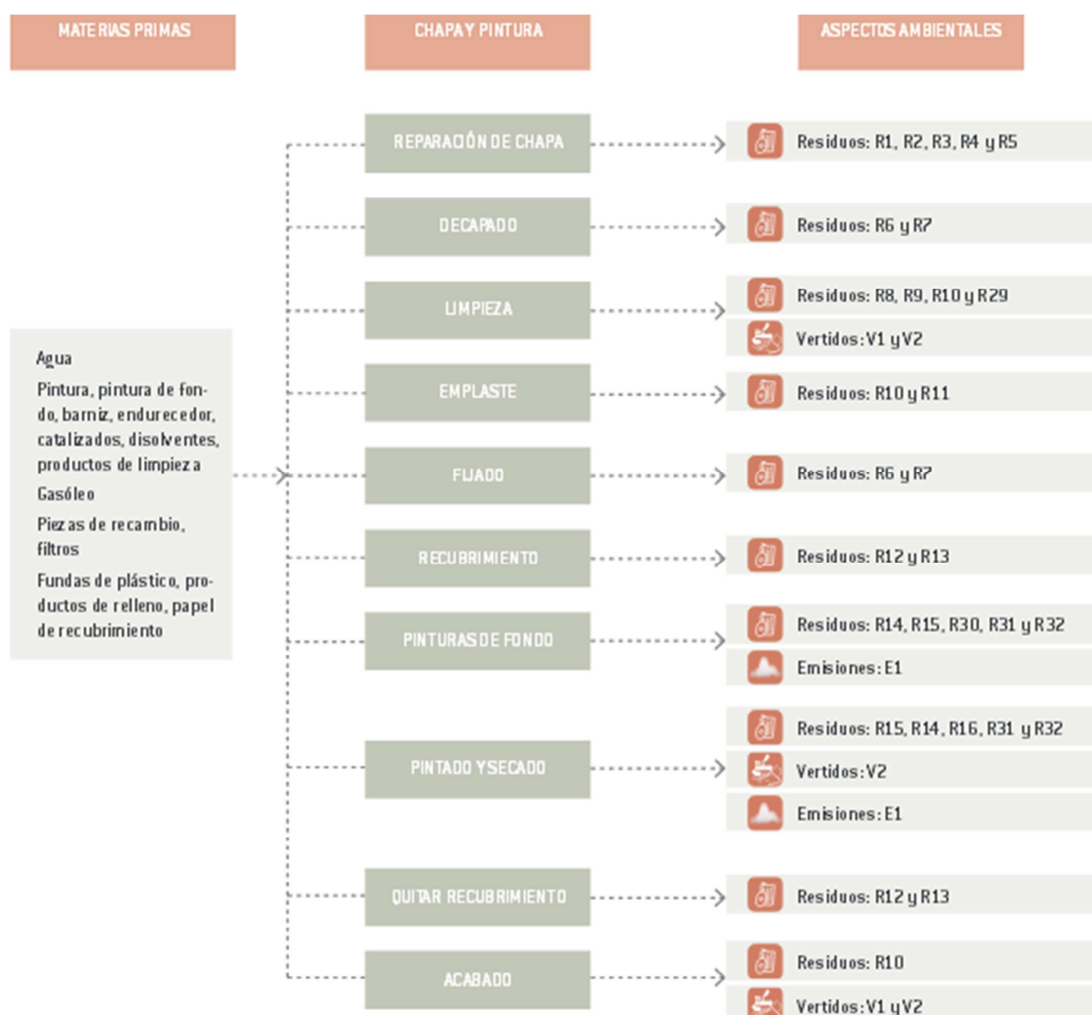 MATERIAS PRIMAS
CHAPA Y PINTURA
ASPECTOS AMBIENTALES
REPARACIÓN DE CHAPA
Residuos: R1, R2, R3, R4 y R5
DECAPADO
Residuos: R6 y R7
LIMPIEZA
Residuos: R8, R9, R10 y R29
Vertidos: V1 y V2
Agua
Pintura, pintura de fon-
do, barniz, endurecedor,
catalizados, disolventes,
productos de limpieza
Gasóleo
Piezas de recambio,
filtros
Fundas de plástico, pro-
ductos de relleno, papel
de recubrimiento
EMPLASTE
Residuos: R10 y R11
FIJADO
Residuos: R6 y R7
RECUBRIMIENTO
Residuos: R12 y R13
PINTURAS DE FONDO
Residuos: R14, R15, R30, R31 y R32
Emisiones: E1
PINTADO Y SECADO
Residuos: R15, R14, R16, R31 y R32
Vertidos: V2
Emisiones: E1
QUITAR RECUBRIMIENTO
Residuos: R12 y R13
ACABADO
Residuos: R10
Vertidos: V1 y V2